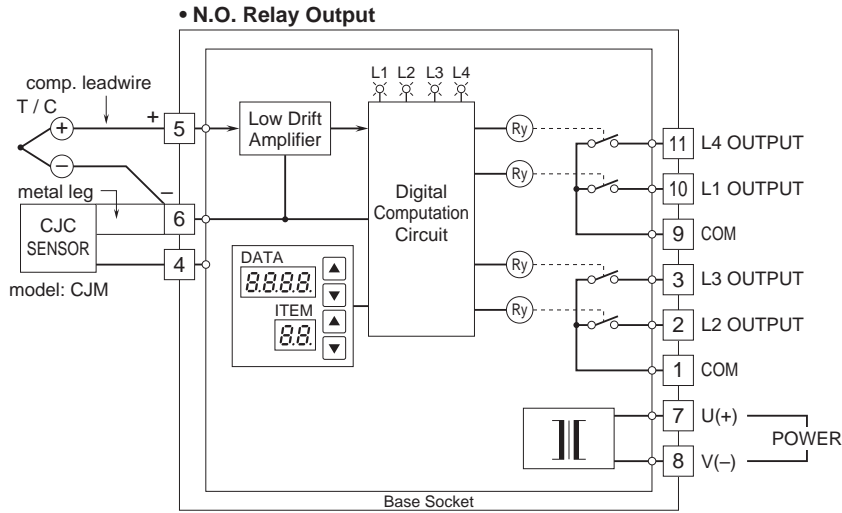 • N.O. Relay Output
comp. leadwire
T / C
+
+
–
–
metal leg
CJC
SENSOR
model: CJM
5
6
4
Low Drift
Amplifier
L1 L2 L3 L4
Digital
Computation
Circuit
DATA
8.8.8.8.
ITEM
8.8.
▲
▼
▲
▼
Ry
Ry
Ry
Ry
11 L4 OUTPUT
10 L1 OUTPUT
9 COM
3 L3 OUTPUT
2 L2 OUTPUT
1 COM
7 U(+)
POWER
8 V(–)
Base Socket